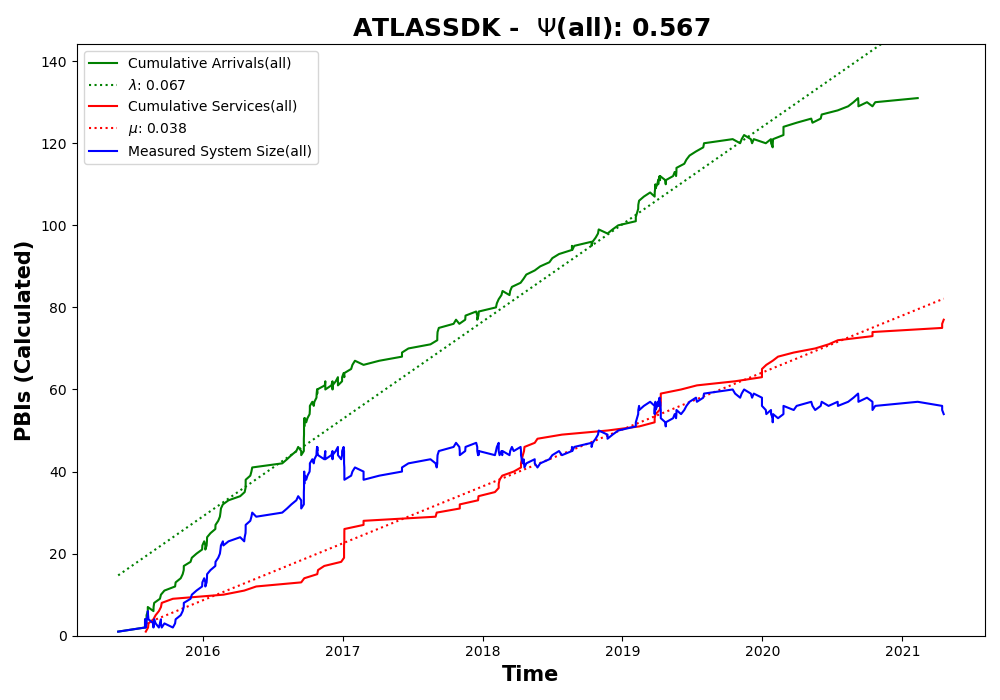 ATLASSDK - Ψ(all): 0.567
Cumulative Arrivals(all)
λ: 0.067
Cumulative Services(all)
μ: 0.038
Measured System Size(all)
PBIs (Calculated)
140
120
100
80
60
40
20
0
2016 2017 2018 2019 2020 2021
Time